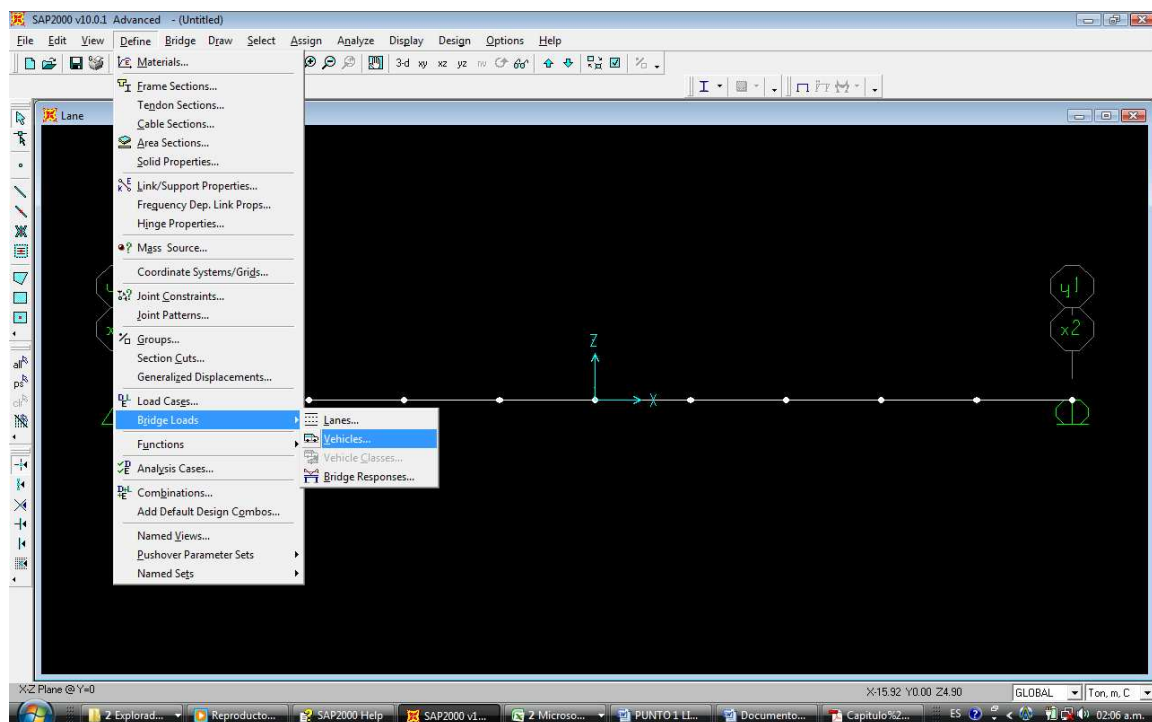 SAP2000 v10.0.1 Advanced - (Untitled)
File Edit View Define Bridge Draw Select Assign Analyze Display Design Options Help
3-d xy xz yz nv
Lane
Materials...
Frame Sections...
Tendon Sections...
Cable Sections...
Area Sections...
Solid Properties...
Link/Support Properties...
Frequency Dep. Link Props...
Hinge Properties...
Mass Source...
Coordinate Systems/Grids...
Joint Constraints...
Joint Patterns...
Groups...
Section Cuts...
Generalized Displacements...
Load Cases...
Bridge Loads
Lanes...
Vehicles...
Vehicle Classes...
Bridge Responses...
Functions
Analysis Cases...
Combinations...
Add Default Design Combos...
Named Views...
Pushover Parameter Sets
Named Sets
all
ps
clr
y1
x2
Z
X
X-Z Plane @ Y=0
X-15.92 Y0.00 Z4.90
GLOBAL
Ton, m, C
2 Explorad...
Reproducto...
SAP2000 Help
SAP2000 v1...
2 Microso...
PUNTO 1 LI...
Documento...
Capitulo%2...
ES
02:06 a.m.